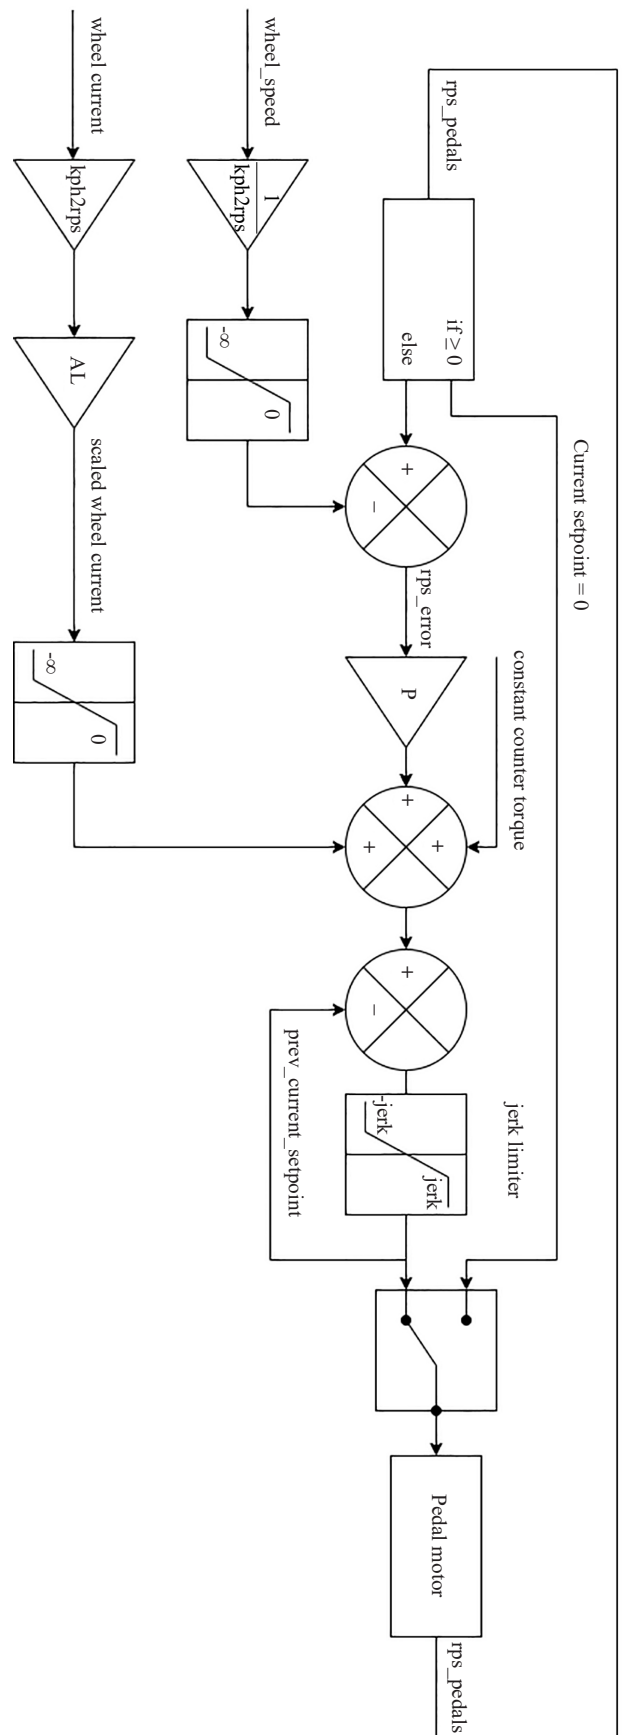 Current setpoint = 0
rps_pedals
if ≥ 0
else
+
−
rps_error
P
constant counter torque
+
+
+
+
−
prev_current_setpoint
jerk limiter
-jerk
jerk
Pedal motor
rps_pedals
wheel_speed
1
kph2rps
-∞
0
wheel current
kph2rps
AL
scaled wheel current
-∞
0